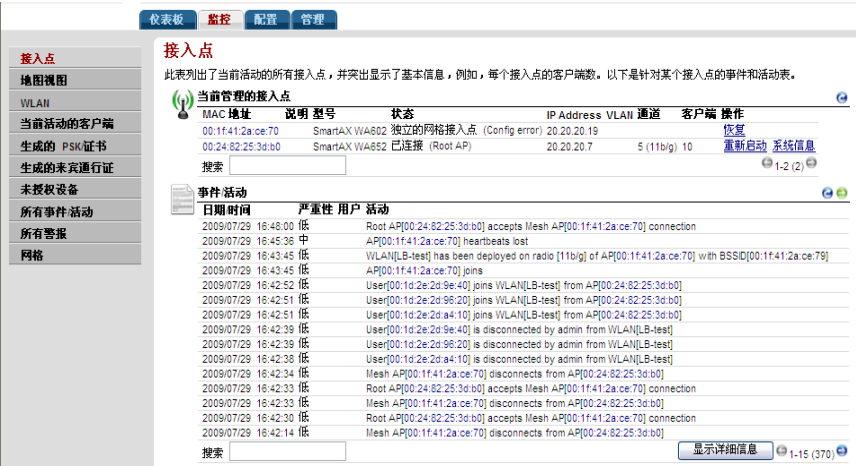 仪表板 监控 配置 管理
接入点
地图视图
WLAN
当前活动的客户端
生成的 PSK/证书
生成的来宾通行证
未授权设备
所有事件/活动
所有警报
网格
接入点
此表列出了当前活动的所有接入点，并突出显示了基本信息，例如，每个接入点的客户端数。以下是针对某个接入点的事件和活动表。
当前管理的接入点
MAC 地址 说明 型号 状态 IP Address VLAN 通道 客户端 操作
00:1f:41:2a:ce:70 SmartAX WA602 独立的网格接入点 (Config error) 20.20.20.19 恢复
00:24:82:25:3d:b0 SmartAX WA652 已连接 (Root AP) 20.20.20.7 5 (11b/g) 10 重新启动 系统信息
搜索 1-2 (2)
事件/活动
日期/时间 严重性 用户 活动
2009/07/29 16:48:00 低 Root AP[00:24:82:25:3d:b0] accepts Mesh AP[00:1f:41:2a:ce:70] connection
2009/07/29 16:45:36 中 AP[00:1f:41:2a:ce:70] heartbeats lost
2009/07/29 16:43:45 低 WLAN[LB-test] has been deployed on radio [11b/g] of AP[00:1f:41:2a:ce:70] with BSSID[00:1f:41:2a:ce:79]
2009/07/29 16:43:45 低 AP[00:1f:41:2a:ce:70] joins
2009/07/29 16:42:52 低 User[00:1d:2e:2d:9e:40] joins WLAN[LB-test] from AP[00:24:82:25:3d:b0]
2009/07/29 16:42:51 低 User[00:1d:2e:2d:96:20] joins WLAN[LB-test] from AP[00:24:82:25:3d:b0]
2009/07/29 16:42:51 低 User[00:1d:2e:2d:a4:10] joins WLAN[LB-test] from AP[00:24:82:25:3d:b0]
2009/07/29 16:42:39 低 User[00:1d:2e:2d:9e:40] is disconnected by admin from WLAN[LB-test]
2009/07/29 16:42:39 低 User[00:1d:2e:2d:96:20] is disconnected by admin from WLAN[LB-test]
2009/07/29 16:42:38 低 User[00:1d:2e:2d:a4:10] is disconnected by admin from WLAN[LB-test]
2009/07/29 16:42:34 低 Mesh AP[00:1f:41:2a:ce:70] disconnects from AP[00:24:82:25:3d:b0]
2009/07/29 16:42:33 低 Root AP[00:24:82:25:3d:b0] accepts Mesh AP[00:1f:41:2a:ce:70] connection
2009/07/29 16:42:33 低 Mesh AP[00:1f:41:2a:ce:70] disconnects from AP[00:24:82:25:3d:b0]
2009/07/29 16:42:30 低 Root AP[00:24:82:25:3d:b0] accepts Mesh AP[00:1f:41:2a:ce:70] connection
2009/07/29 16:42:14 低 Mesh AP[00:1f:41:2a:ce:70] disconnects from AP[00:24:82:25:3d:b0]
搜索 显示详细信息 1-15 (370)